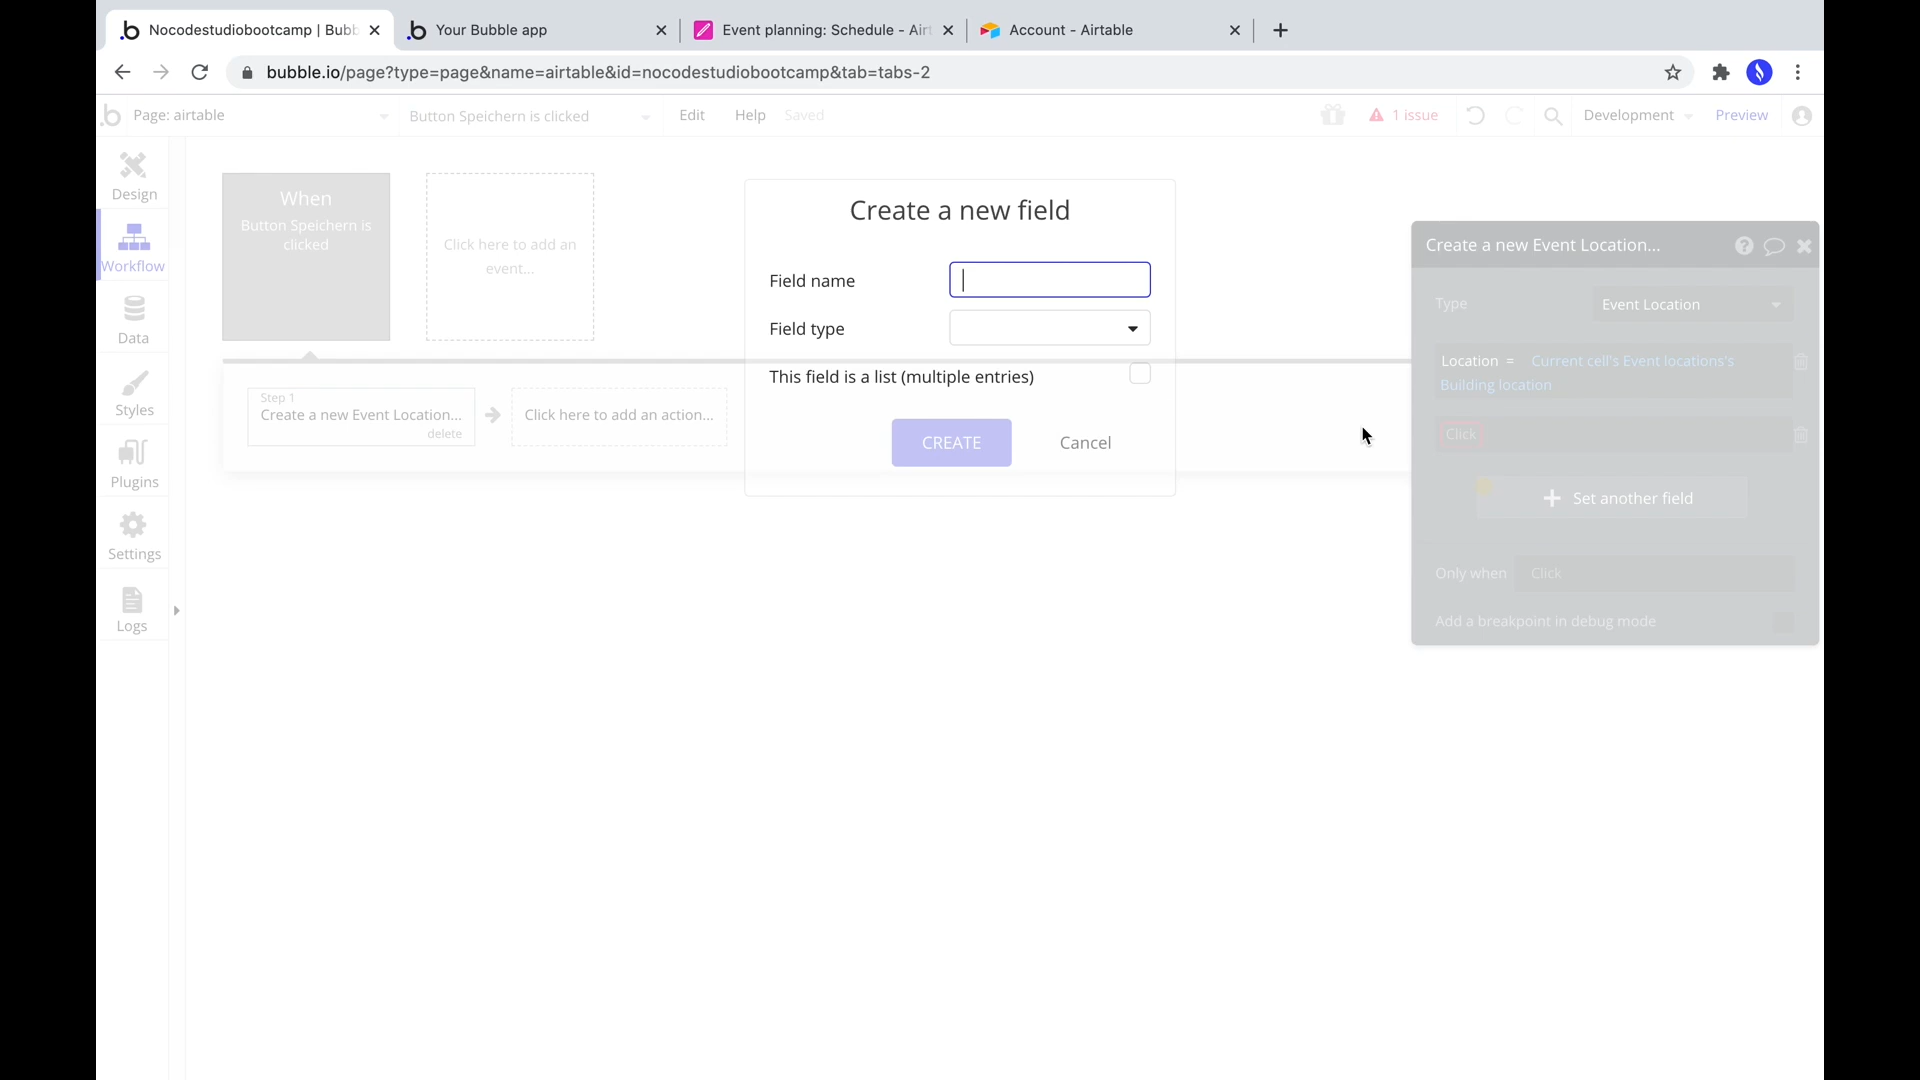 Nocodestudiobootcamp | Bubb
Your Bubble app
Event planning: Schedule - Airt
Account - Airtable
bubble.io/page?type=page&name=airtable&id=nocodestudiobootcamp&tab=tabs-2
Page: airtable
Button Speichern is clicked
Edit
Help
Saved
1 issue
Development
Preview
Design
Workflow
Data
Styles
Plugins
Settings
Logs
When
Button Speichern is
clicked
Click here to add an
event...
Step 1
Create a new Event Location...
delete
Click here to add an action...
Create a new field
Field name
Field type
This field is a list (multiple entries)
CREATE
Cancel
Create a new Event Location...
Type
Event Location
Location = Current cell's Event locations's
Building location
Click
Set another field
Only when
Click
Add a breakpoint in debug mode